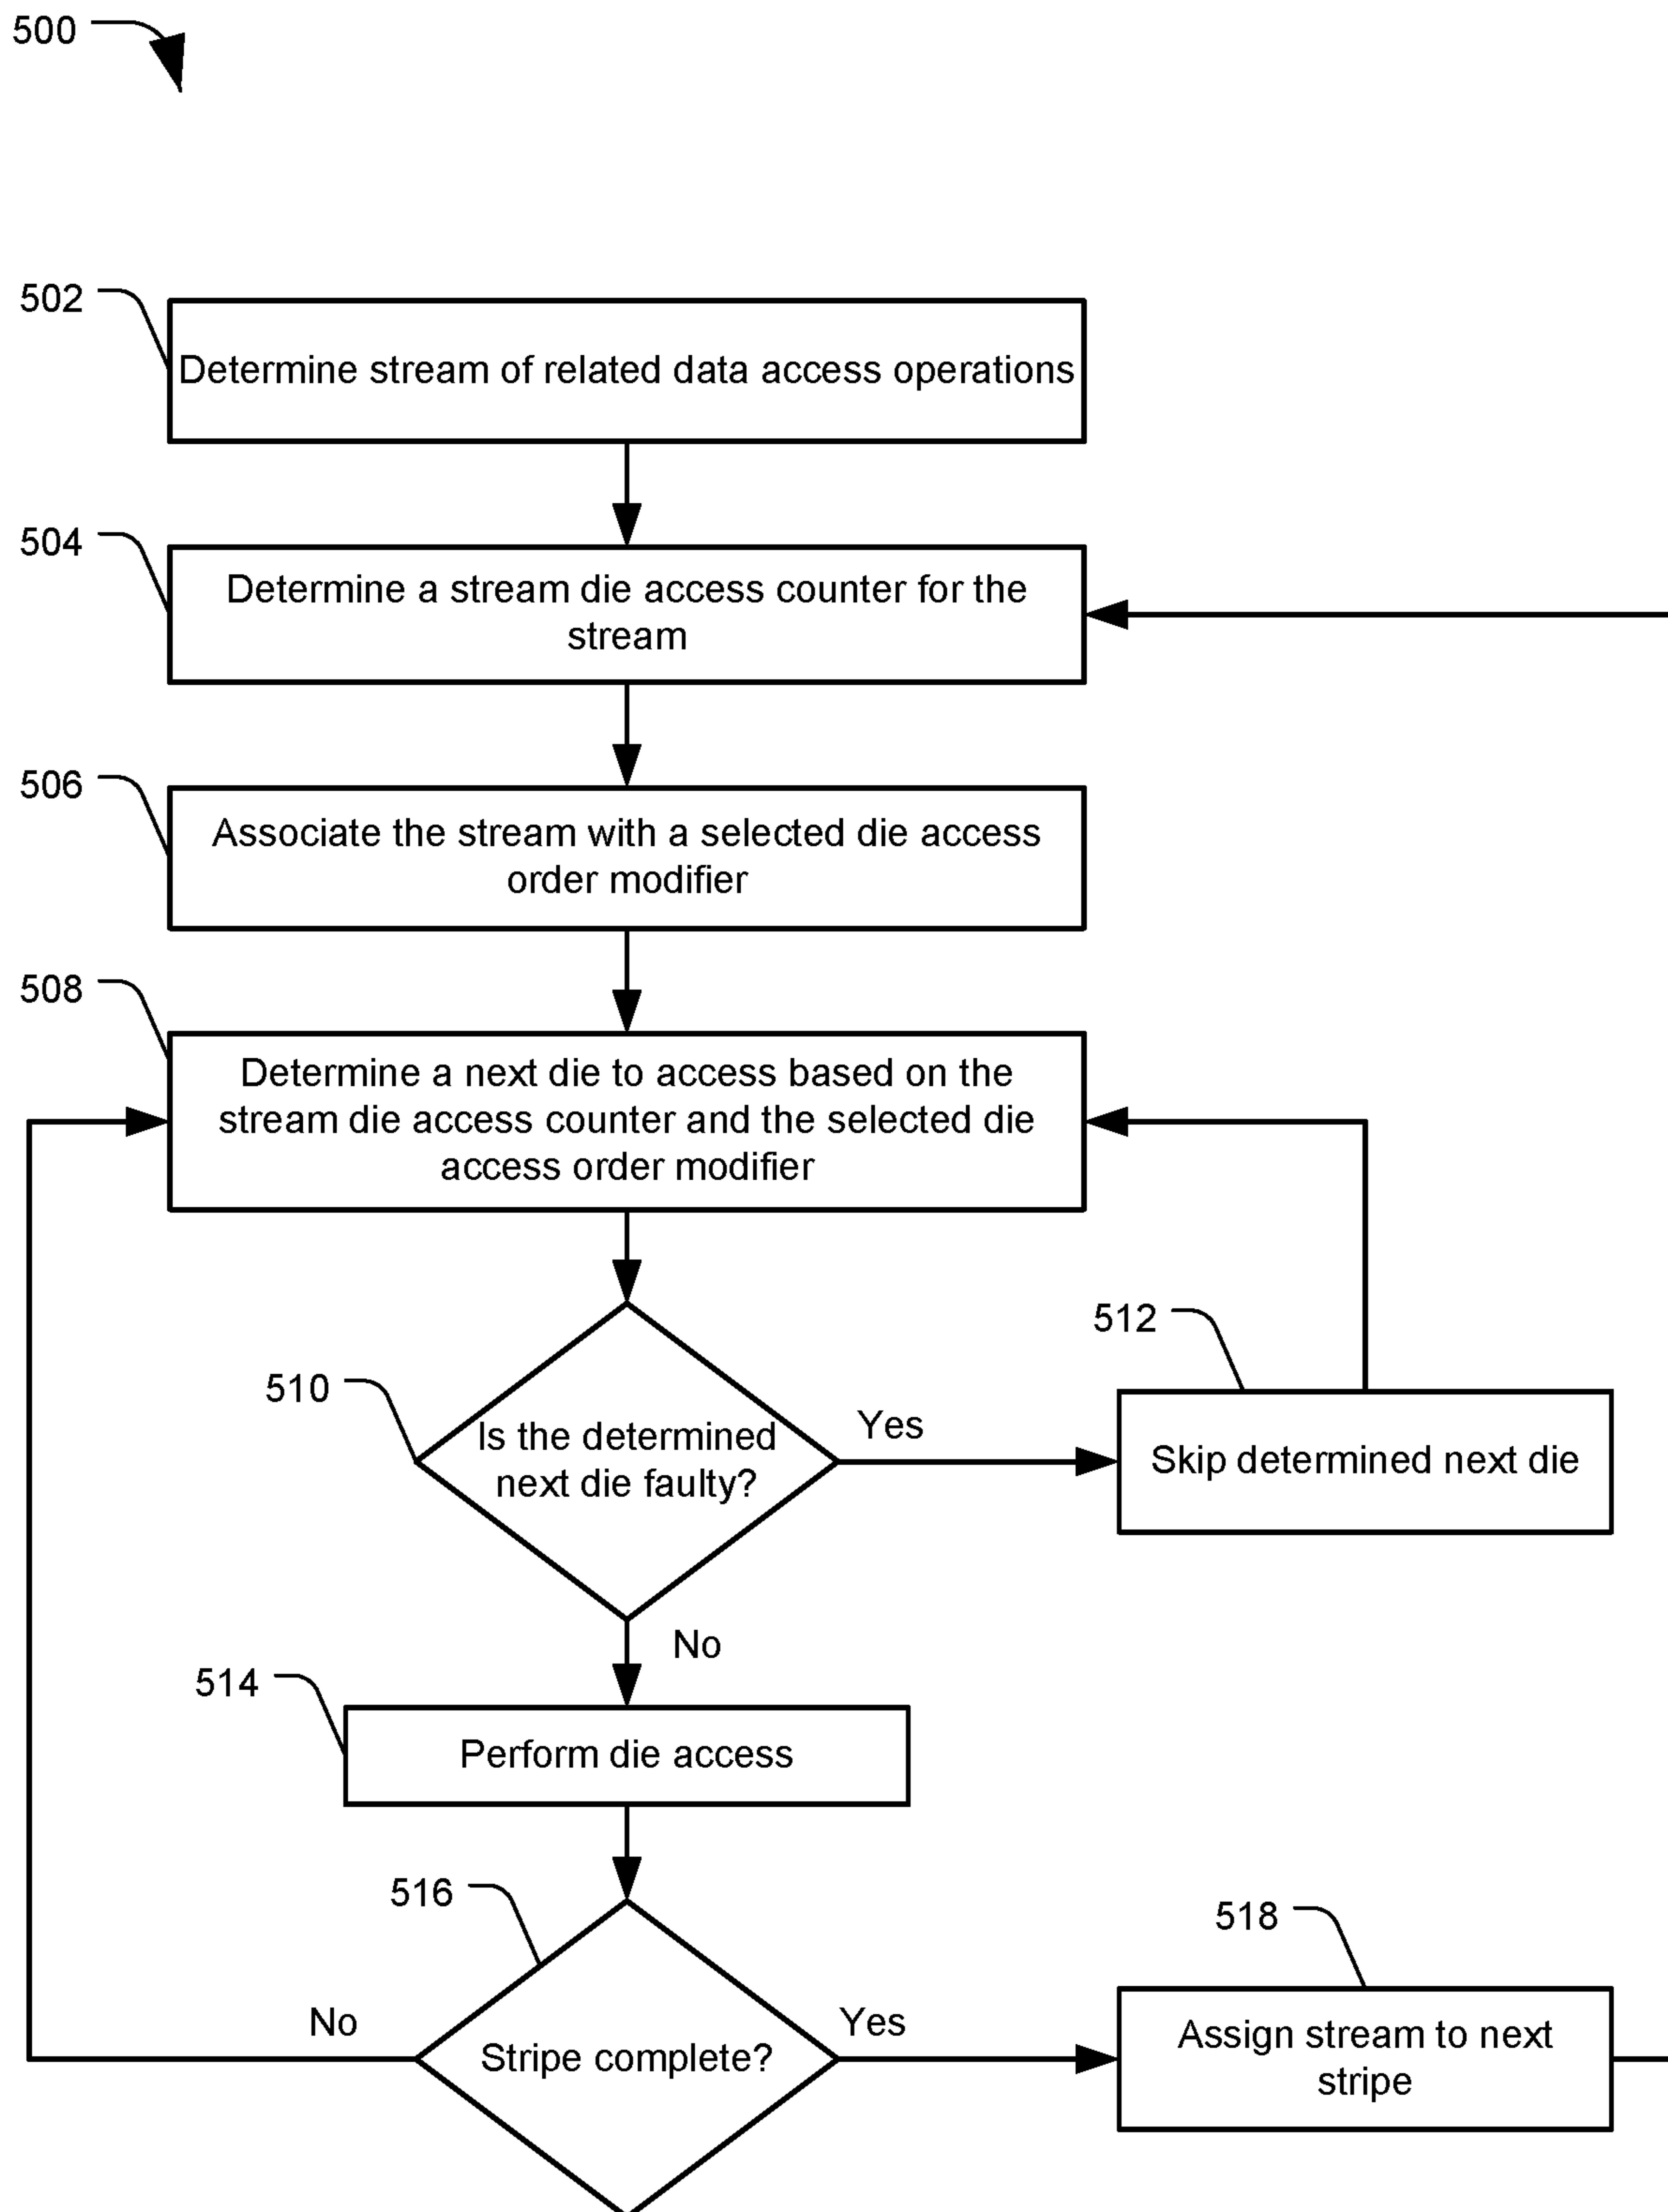 500
502
Determine stream of related data access operations
504
Determine a stream die access counter for the
stream
506
Associate the stream with a selected die access
order modifier
508
Determine a next die to access based on the
stream die access counter and the selected die
access order modifier
510
Is the determined
next die faulty?
Yes
512
Skip determined next die
No
514
Perform die access
516
Stripe complete?
No
Yes
518
Assign stream to next
stripe